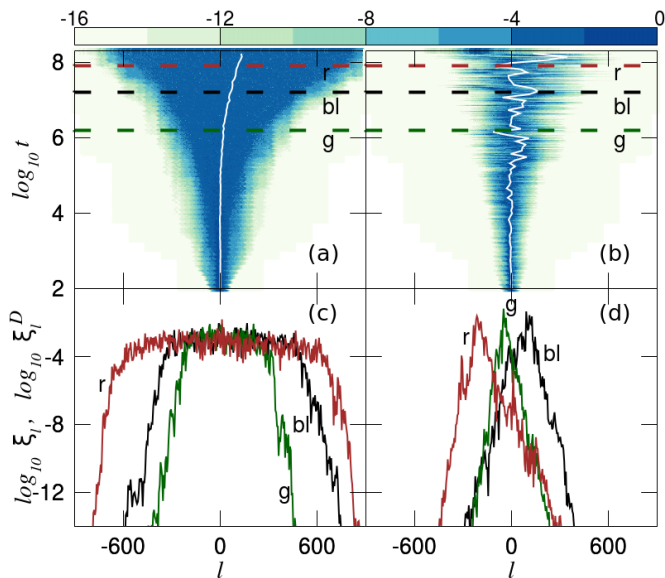 -16 -12 -8 -4 0
8
r r
bl bl
6
g g
log₁₀ t
4
(a) (b)
2
g
(c) (d)
r r
bl
-4
-8
bl
g
-12
log₁₀ ξₗ, log₁₀ ξₗᴰ
-600 0 600 -600 0 600
l l